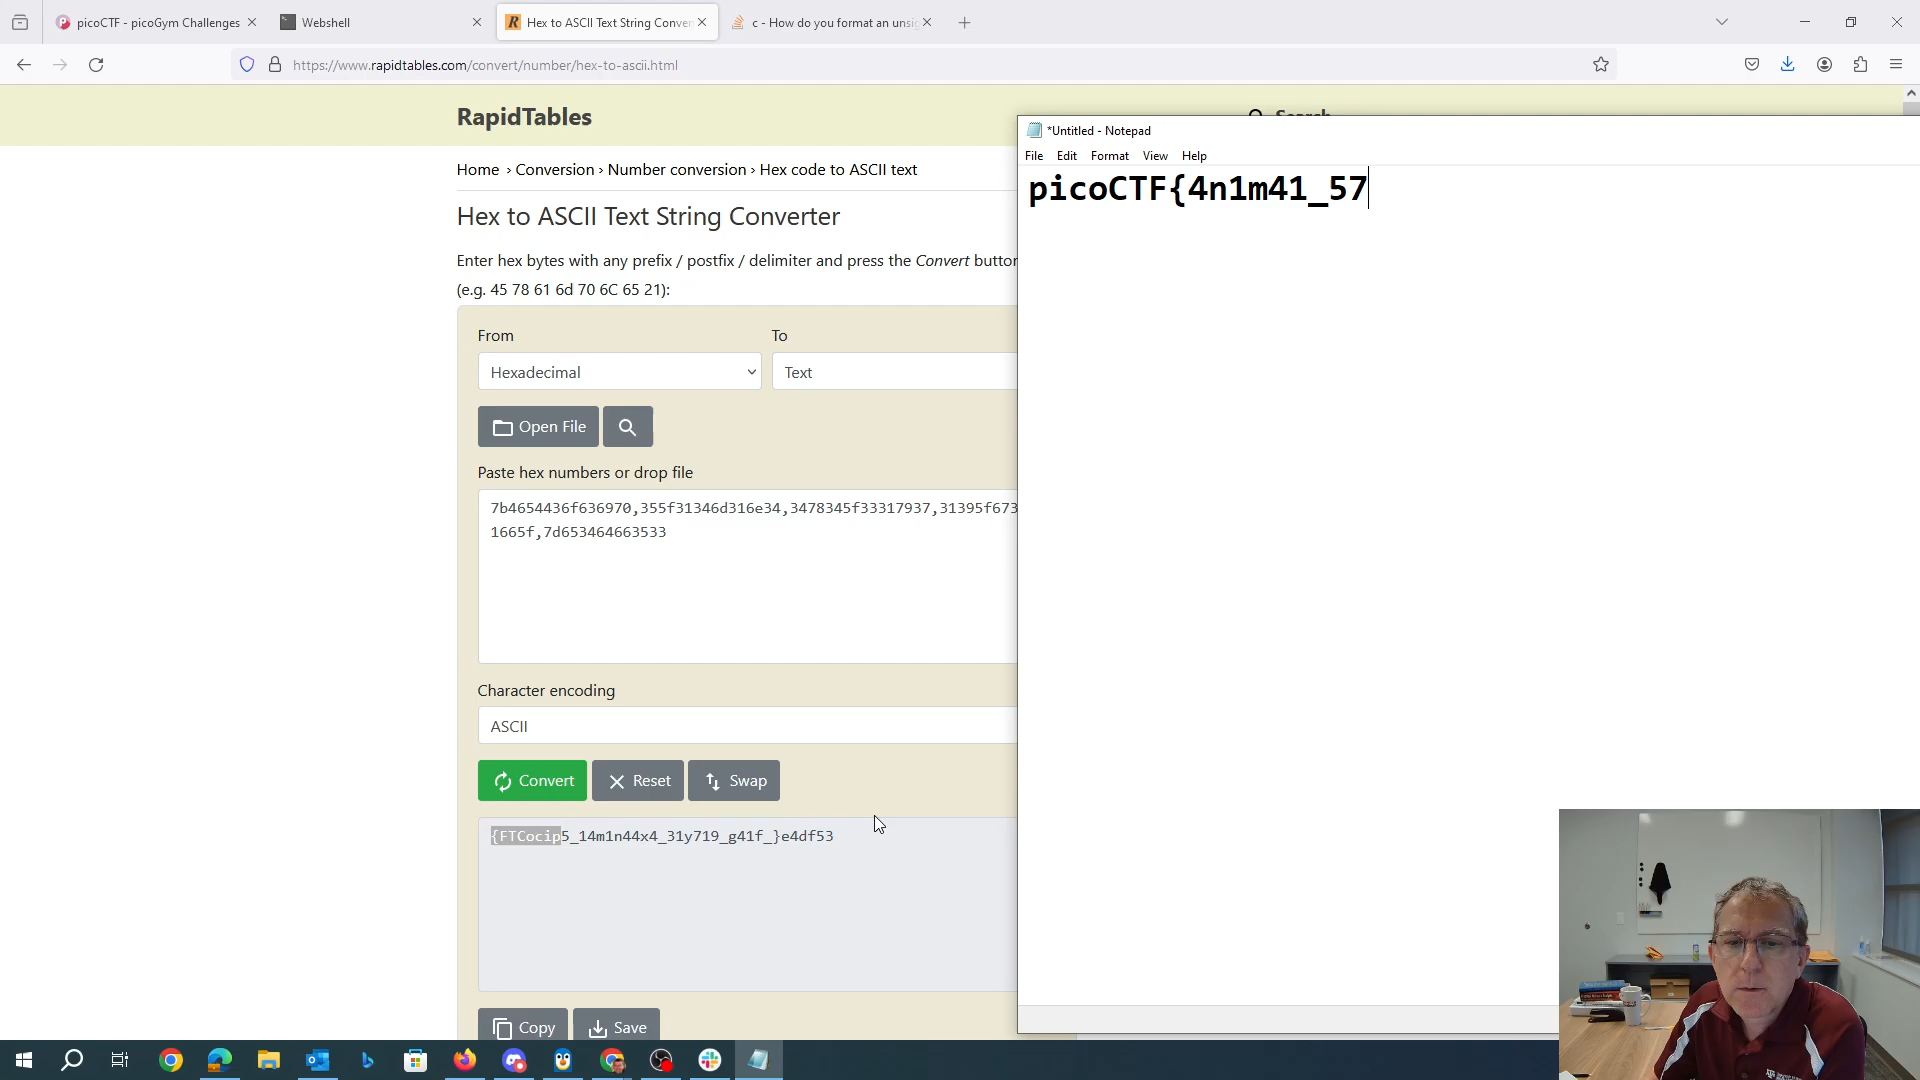 picoCTF - picoGym Challenges
Webshell
Hex to ASCII Text String Conver
c - How do you format an unsig
https://www.rapidtables.com/convert/number/hex-to-ascii.html
RapidTables
Search
Home › Conversion › Number conversion › Hex code to ASCII text
Hex to ASCII Text String Converter
Enter hex bytes with any prefix / postfix / delimiter and press the Convert button
(e.g. 45 78 61 6d 70 6C 65 21):
From
To
Hexadecimal
Text
Open File
Paste hex numbers or drop file
7b4654436f636970,355f31346d316e34,3478345f33317937,31395f673
1665f,7d653464663533
Character encoding
ASCII
Convert
Reset
Swap
{FTCocip5_14m1n44x4_31y719_g41f_}e4df53
Copy
Save
*Untitled - Notepad
File Edit Format View Help
picoCTF{4n1m41_57